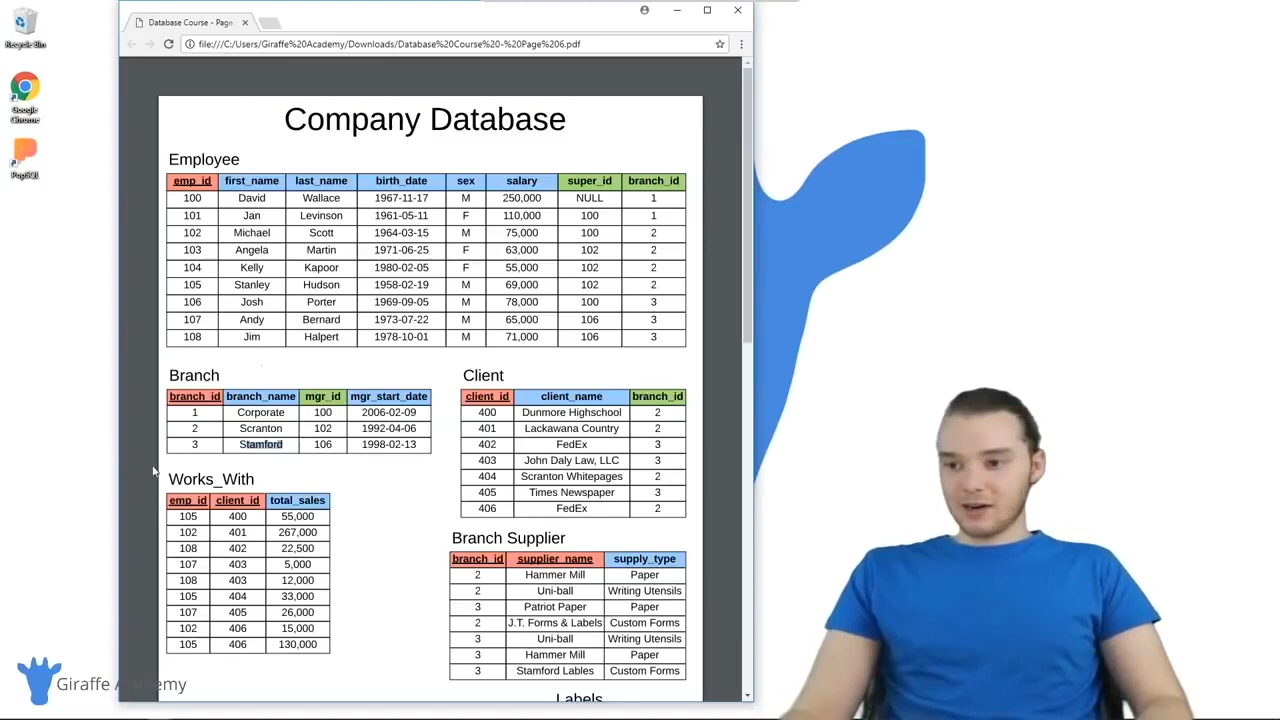 Database Course - Page
file:///C:/Users/Giraffe%20Academy/Downloads/Database%20Course%20-%20Page%206.pdf
Recycle Bin
Google
Chrome
PopSQL
Company Database
Employee
emp_id first_name last_name birth_date sex salary super_id branch_id
100 David Wallace 1967-11-17 M 250,000 NULL 1
101 Jan Levinson 1961-05-11 F 110,000 100 1
102 Michael Scott 1964-03-15 M 75,000 100 2
103 Angela Martin 1971-06-25 F 63,000 102 2
104 Kelly Kapoor 1980-02-05 F 55,000 102 2
105 Stanley Hudson 1958-02-19 M 69,000 102 2
106 Josh Porter 1969-09-05 M 78,000 100 3
107 Andy Bernard 1973-07-22 M 65,000 106 3
108 Jim Halpert 1978-10-01 M 71,000 106 3
Branch
branch_id branch_name mgr_id mgr_start_date
1 Corporate 100 2006-02-09
2 Scranton 102 1992-04-06
3 Stamford 106 1998-02-13
Client
client_id client_name branch_id
400 Dunmore Highschool 2
401 Lackawana Country 2
402 FedEx 3
403 John Daly Law, LLC 3
404 Scranton Whitepages 2
405 Times Newspaper 3
406 FedEx 2
Works_With
emp_id client_id total_sales
105 400 55,000
102 401 267,000
108 402 22,500
107 403 5,000
108 403 12,000
105 404 33,000
107 405 26,000
102 406 15,000
105 406 130,000
Branch Supplier
branch_id supplier_name supply_type
2 Hammer Mill Paper
2 Uni-ball Writing Utensils
3 Patriot Paper Paper
2 J.T. Forms & Labels Custom Forms
3 Uni-ball Writing Utensils
3 Hammer Mill Paper
3 Stamford Lables Custom Forms
Labels
Giraffe Academy